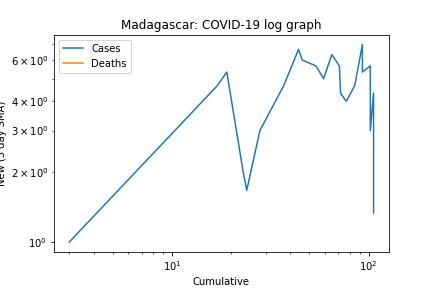 Madagascar: COVID-19 log graph
Cases
Deaths
6 × 10⁰
4 × 10⁰
3 × 10⁰
2 × 10⁰
10⁰
10¹
10²
Cumulative
New (3 day SMA)